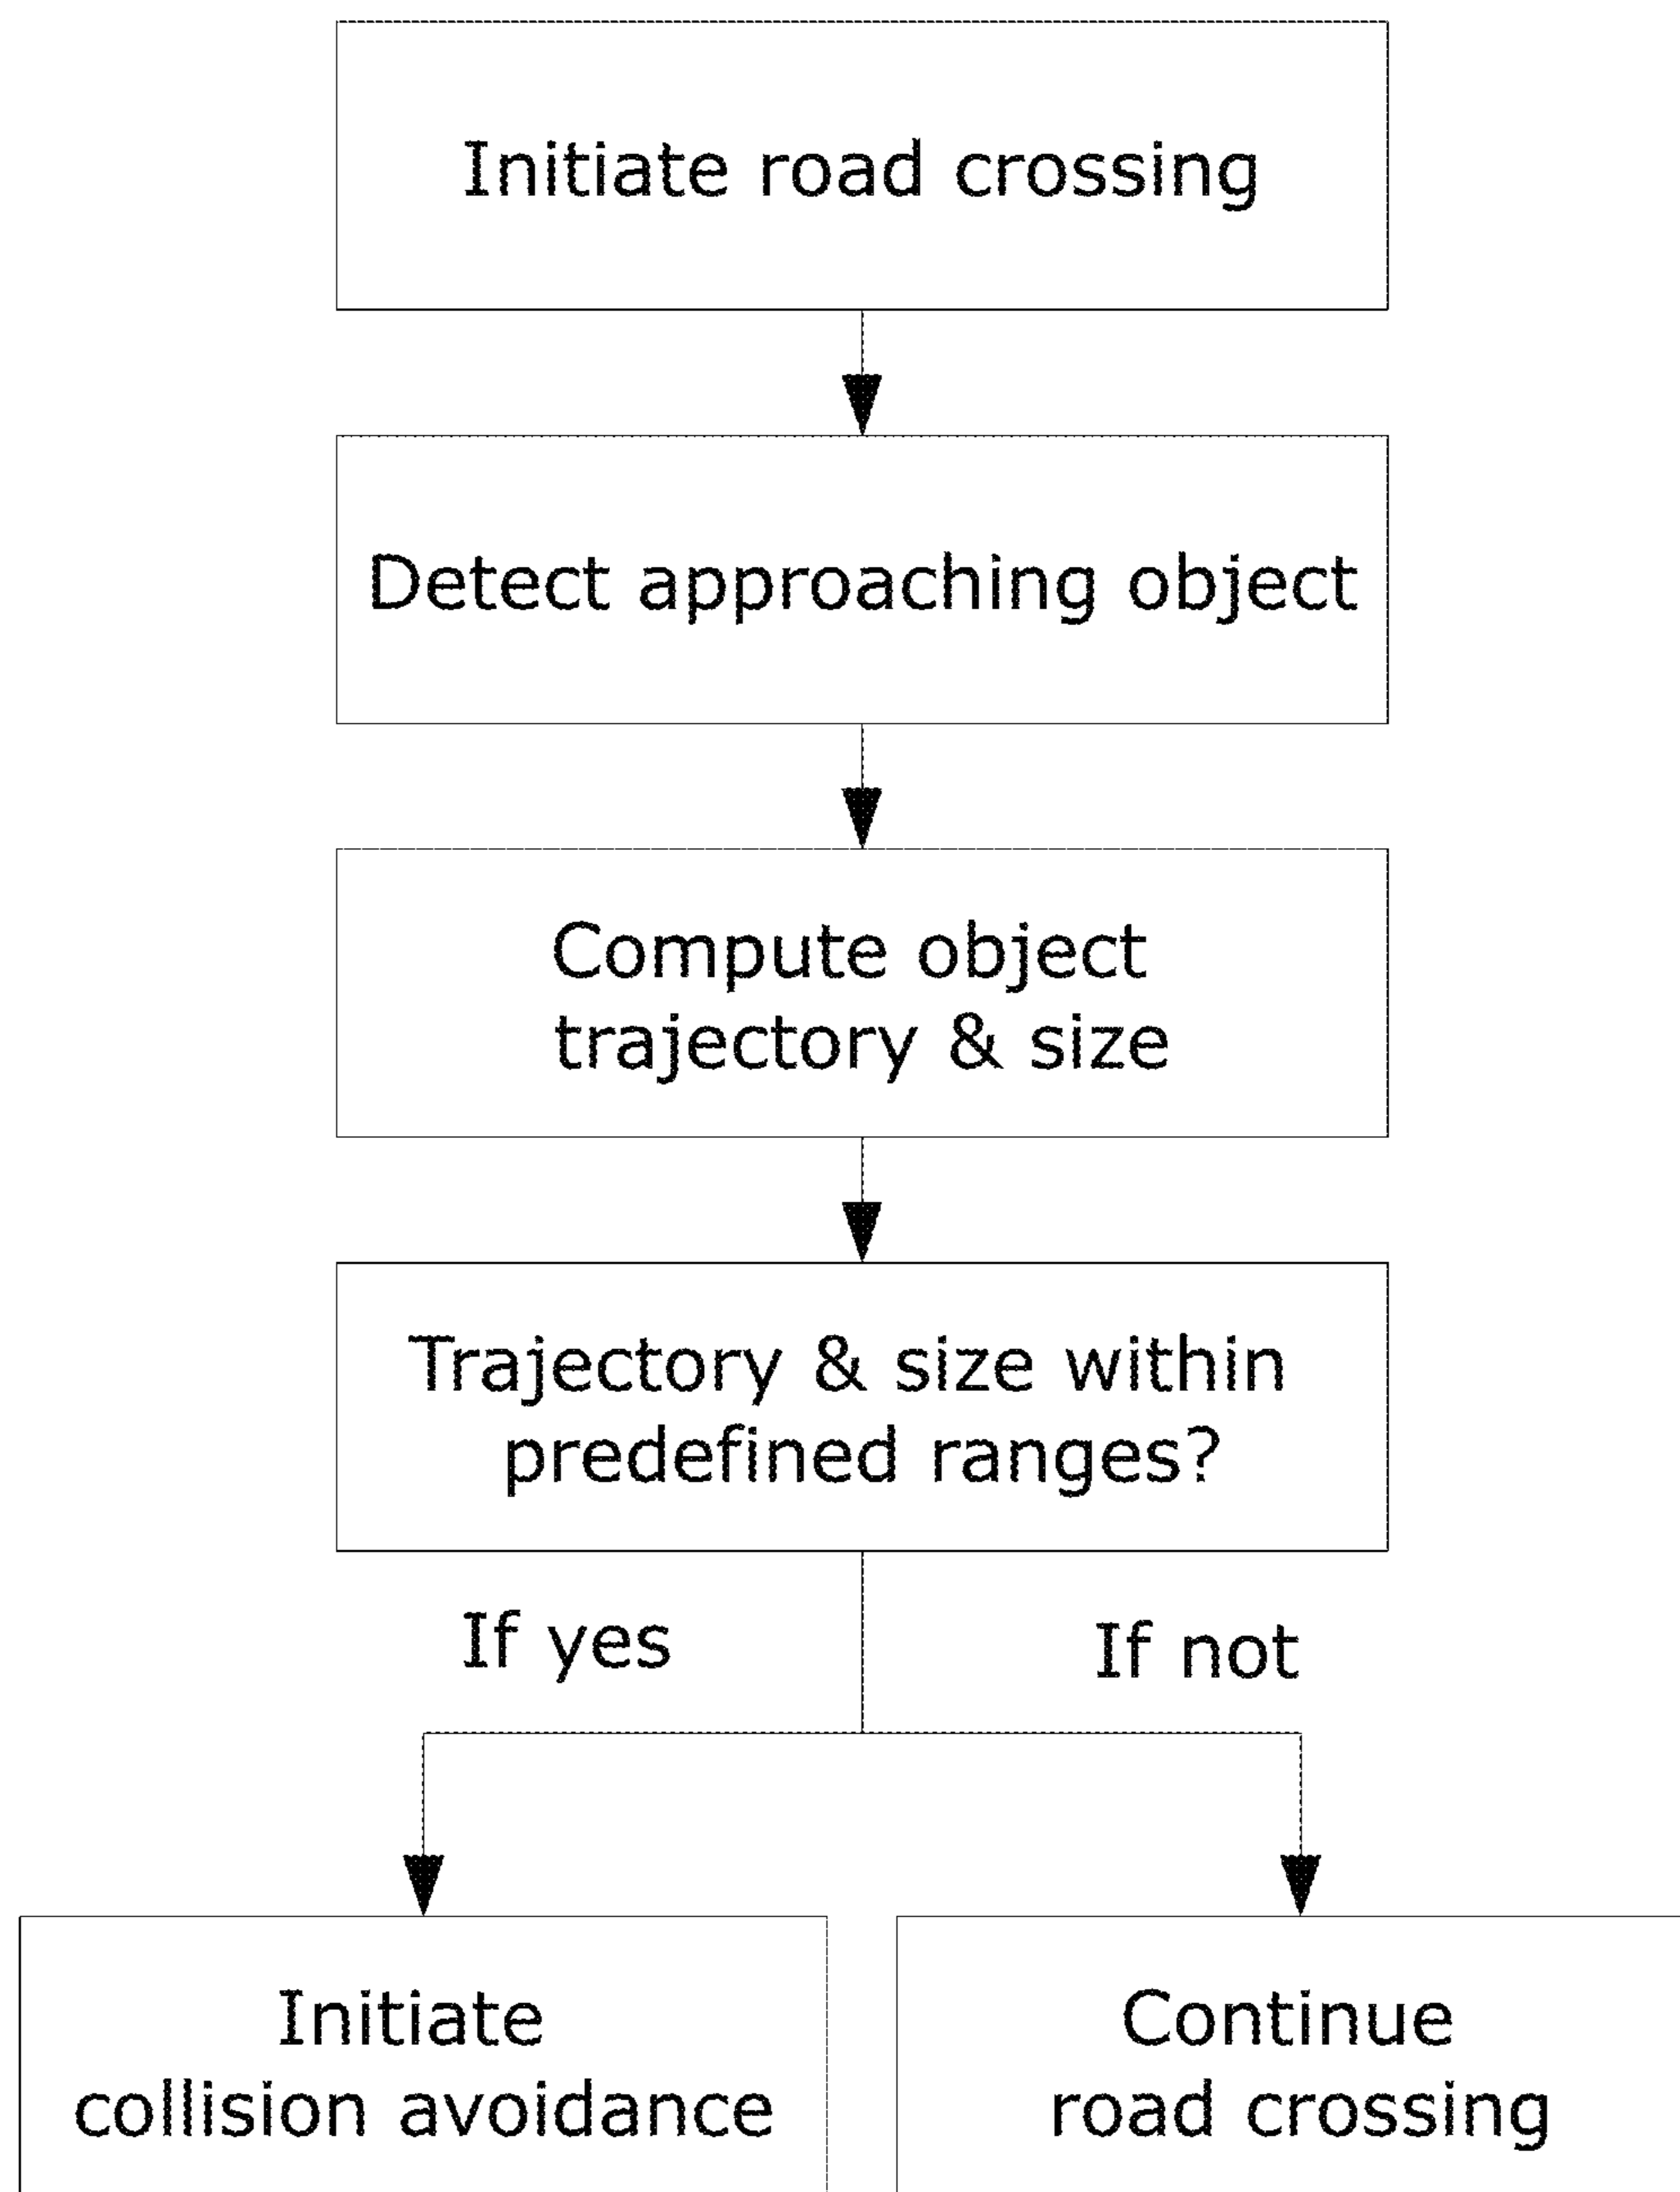 Initiate road crossing
Detect approaching object
Compute object
trajectory & size
Trajectory & size within
predefined ranges?
If yes
If not
Initiate
collision avoidance
Continue
road crossing